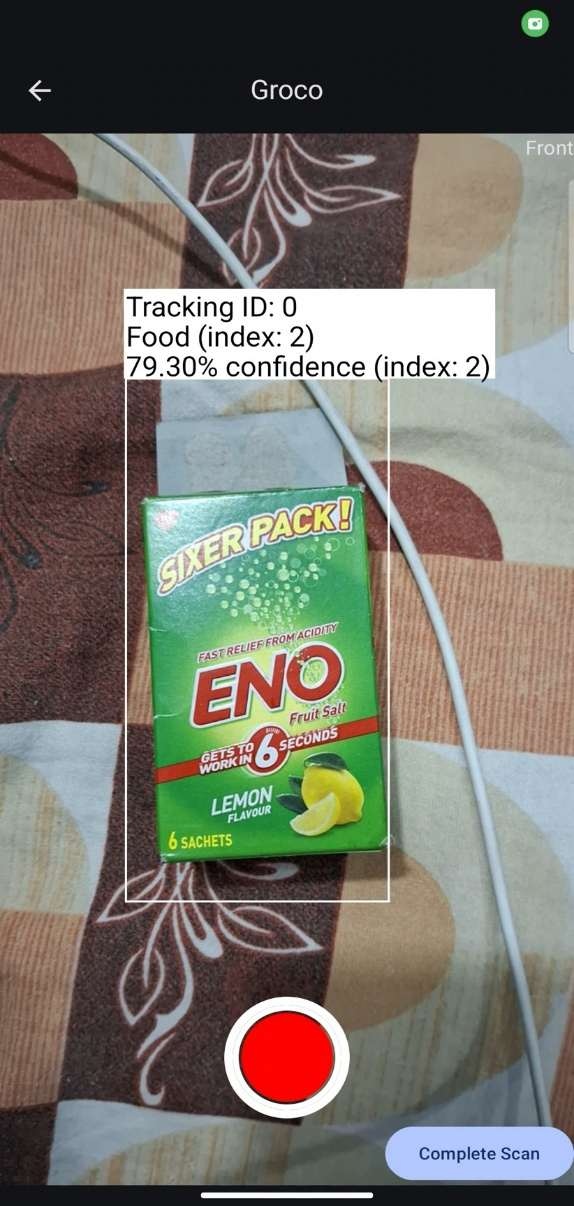 Groco
Front
Tracking ID: 0
Food (index: 2)
79.30% confidence (index: 2)
SIXER PACK!
FAST RELIEF FROM ACIDITY
ENO
Fruit Salt
GETS TO WORK IN 6 SECONDS
LEMON
FLAVOUR
6 SACHETS
Complete Scan